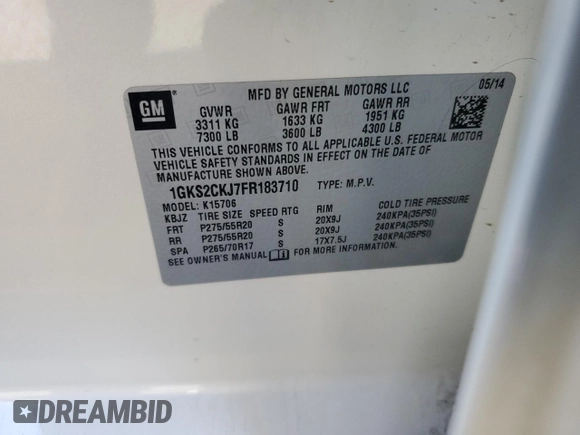 MFD BY GENERAL MOTORS LLC 05/14
GM GVWR GAWR FRT GAWR RR
3311 KG 1633 KG 1951 KG
7300 LB 3600 LB 4300 LB
THIS VEHICLE CONFORMS TO ALL APPLICABLE U.S. FEDERAL MOTOR
VEHICLE SAFETY STANDARDS IN EFFECT ON THE DATE OF
MANUFACTURE SHOWN ABOVE.
1GKS2CKJ7FR183710 TYPE: M.P.V.
MODEL: K15706
KBJZ TIRE SIZE SPEED RTG RIM COLD TIRE PRESSURE
FRT P275/55R20 S 20X9J 240KPA(35PSI)
RR P275/55R20 S 20X9J 240KPA(35PSI)
SPA P265/70R17 S 17X7.5J 240KPA(35PSI)
SEE OWNER'S MANUAL FOR MORE INFORMATION.
DREAMBID